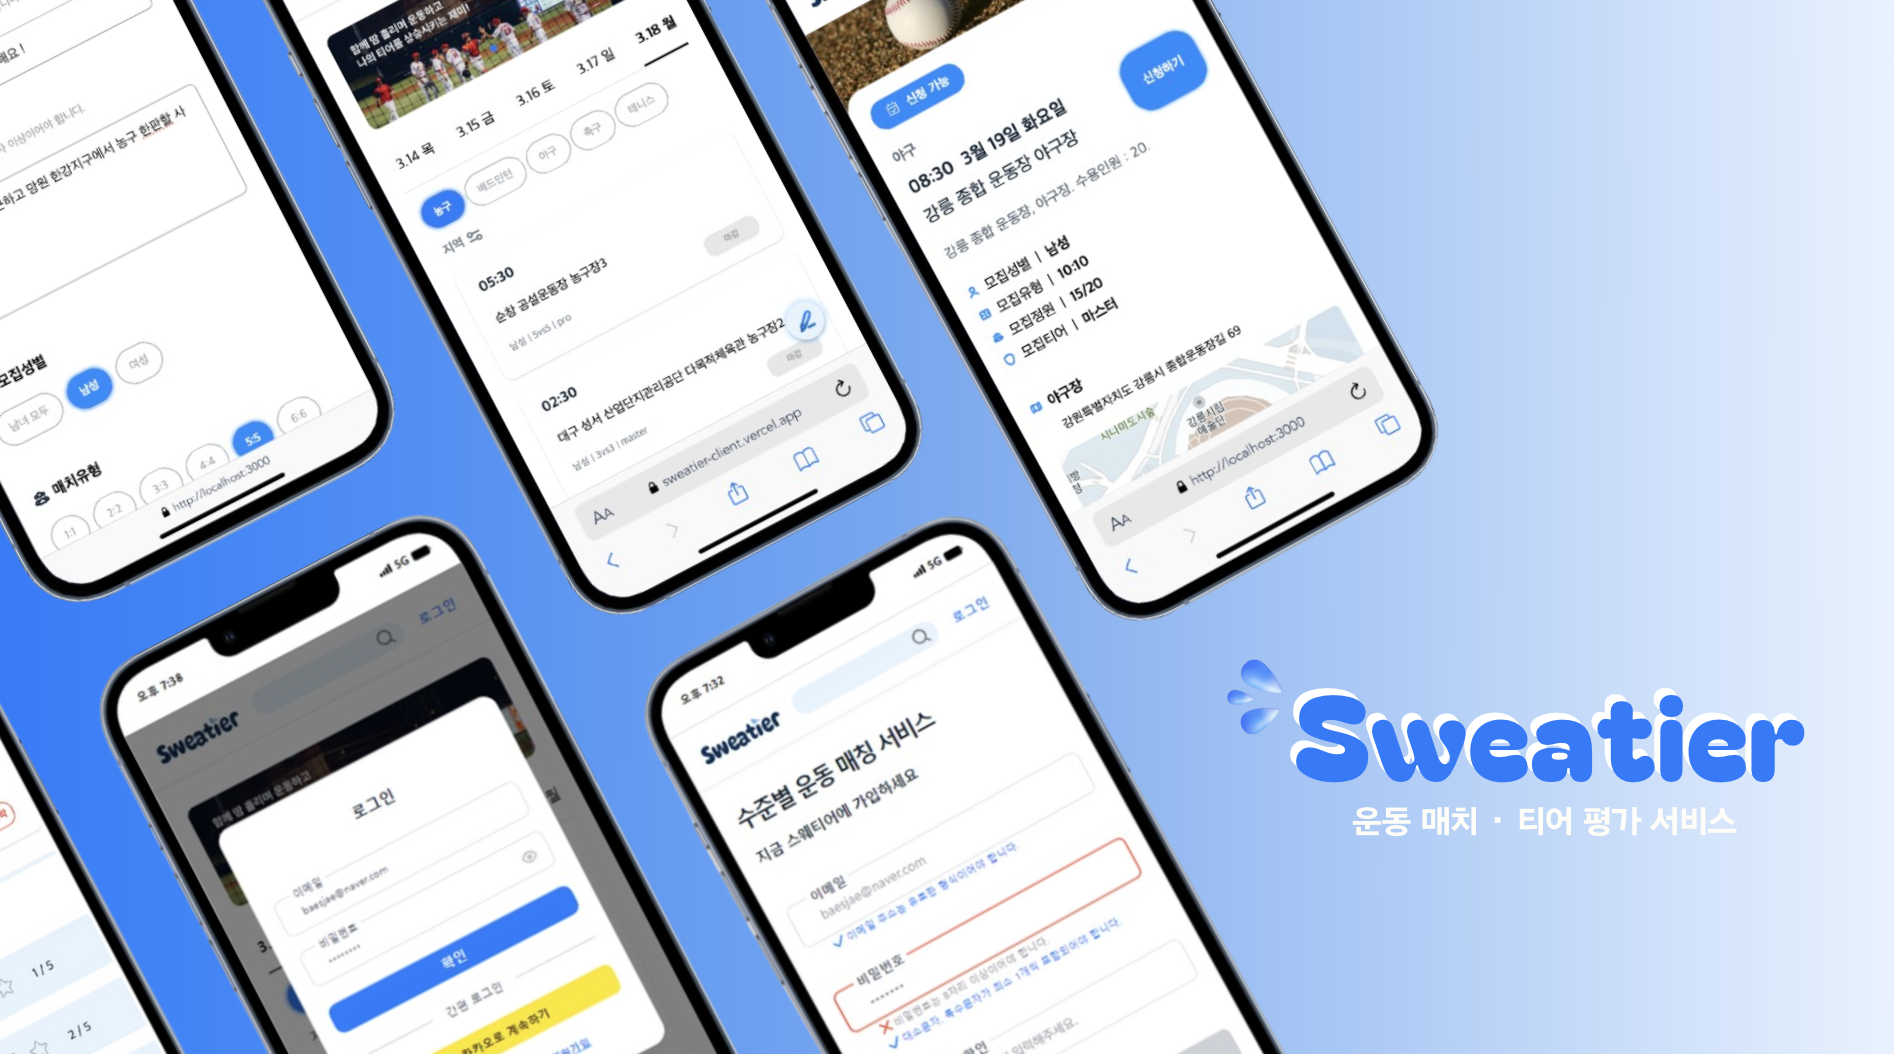 해요 !
이상이어야 합니다.
하고 망원 한강지구에서 농구 한판할 사
모집성별
남녀 모두
남성
여성
매치유형
1:1
2:2
3:3
4:4
5:5
6:6
http://localhost:3000
함께 땀 흘리며 운동하고
나의 티어를 상승시키는 재미!
3.14 목
3.15 금
3.16 토
3.17 일
3.18 월
농구
배드민턴
야구
족구
테니스
지역
05:30
순창 공설운동장 농구장3
남성 | 5vs5 | pro
마감
02:30
대구 성서 산업단지관리공단 다목적체육관 농구장2
남성 | 3vs3 | master
마감
AA
sweatier-client.vercel.app
신청 가능
신청하기
야구
08:30 3월 19일 화요일
강릉 종합 운동장 야구장
강릉 종합 운동장, 야구장. 수용인원 : 20.
모집성별 | 남성
모집유형 | 10:10
모집정원 | 15/20
모집티어 | 마스터
야구장
강원특별자치도 강릉시 종합운동장길 69
시나미도시숲
강릉시립
예술단
AA
http://localhost:3000
1 / 5
2 / 5
오후 7:38
5G
Sweatier
로그인
함께 땀 흘리며 운동하고
로그인
이메일
baesjae@naver.com
비밀번호
확인
간편 로그인
카카오로 계속하기
오후 7:32
5G
Sweatier
로그인
수준별 운동 매칭 서비스
지금 스웨티어에 가입하세요
이메일
baesjae@naver.com
이메일 주소는 유효한 형식이어야 합니다.
비밀번호
비밀번호는 8자리 이상이어야 합니다.
대소문자, 특수문자가 최소 1개씩 포함되어야 합니다.
입력해주세요.
Sweatier
운동 매치 · 티어 평가 서비스